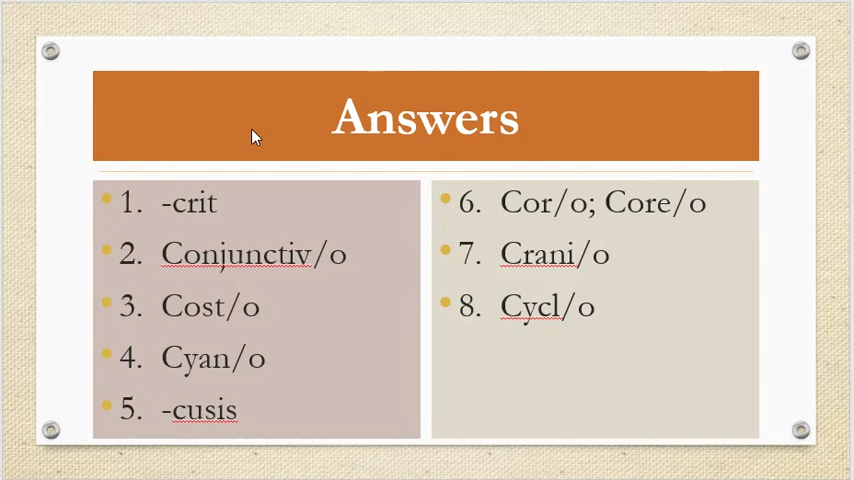 Answers
1. -crit
2. Conjunctiv/o
3. Cost/o
4. Cyan/o
5. -cusis
6. Cor/o; Core/o
7. Crani/o
8. Cycl/o